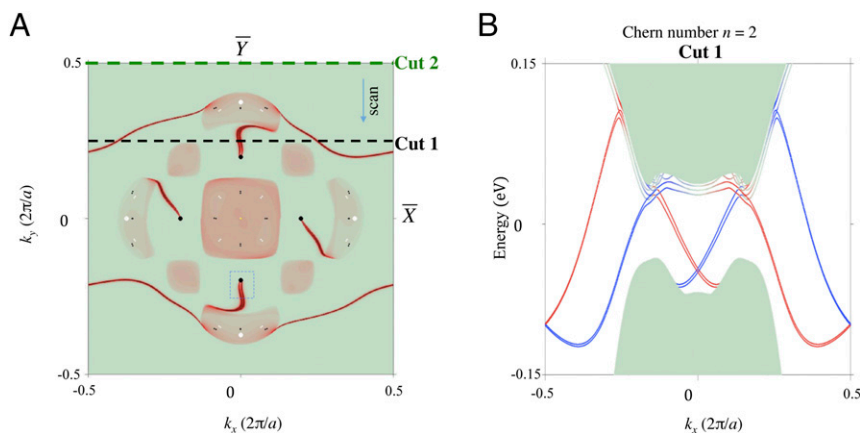 A
Y
0.5
Cut 2
scan
Cut 1
k_y (2π/a)
0
X
-0.5
-0.5
0
0.5
k_x (2π/a)
B
Chern number n = 2
Cut 1
0.15
Energy (eV)
0
-0.15
-0.5
0
0.5
k_x (2π/a)